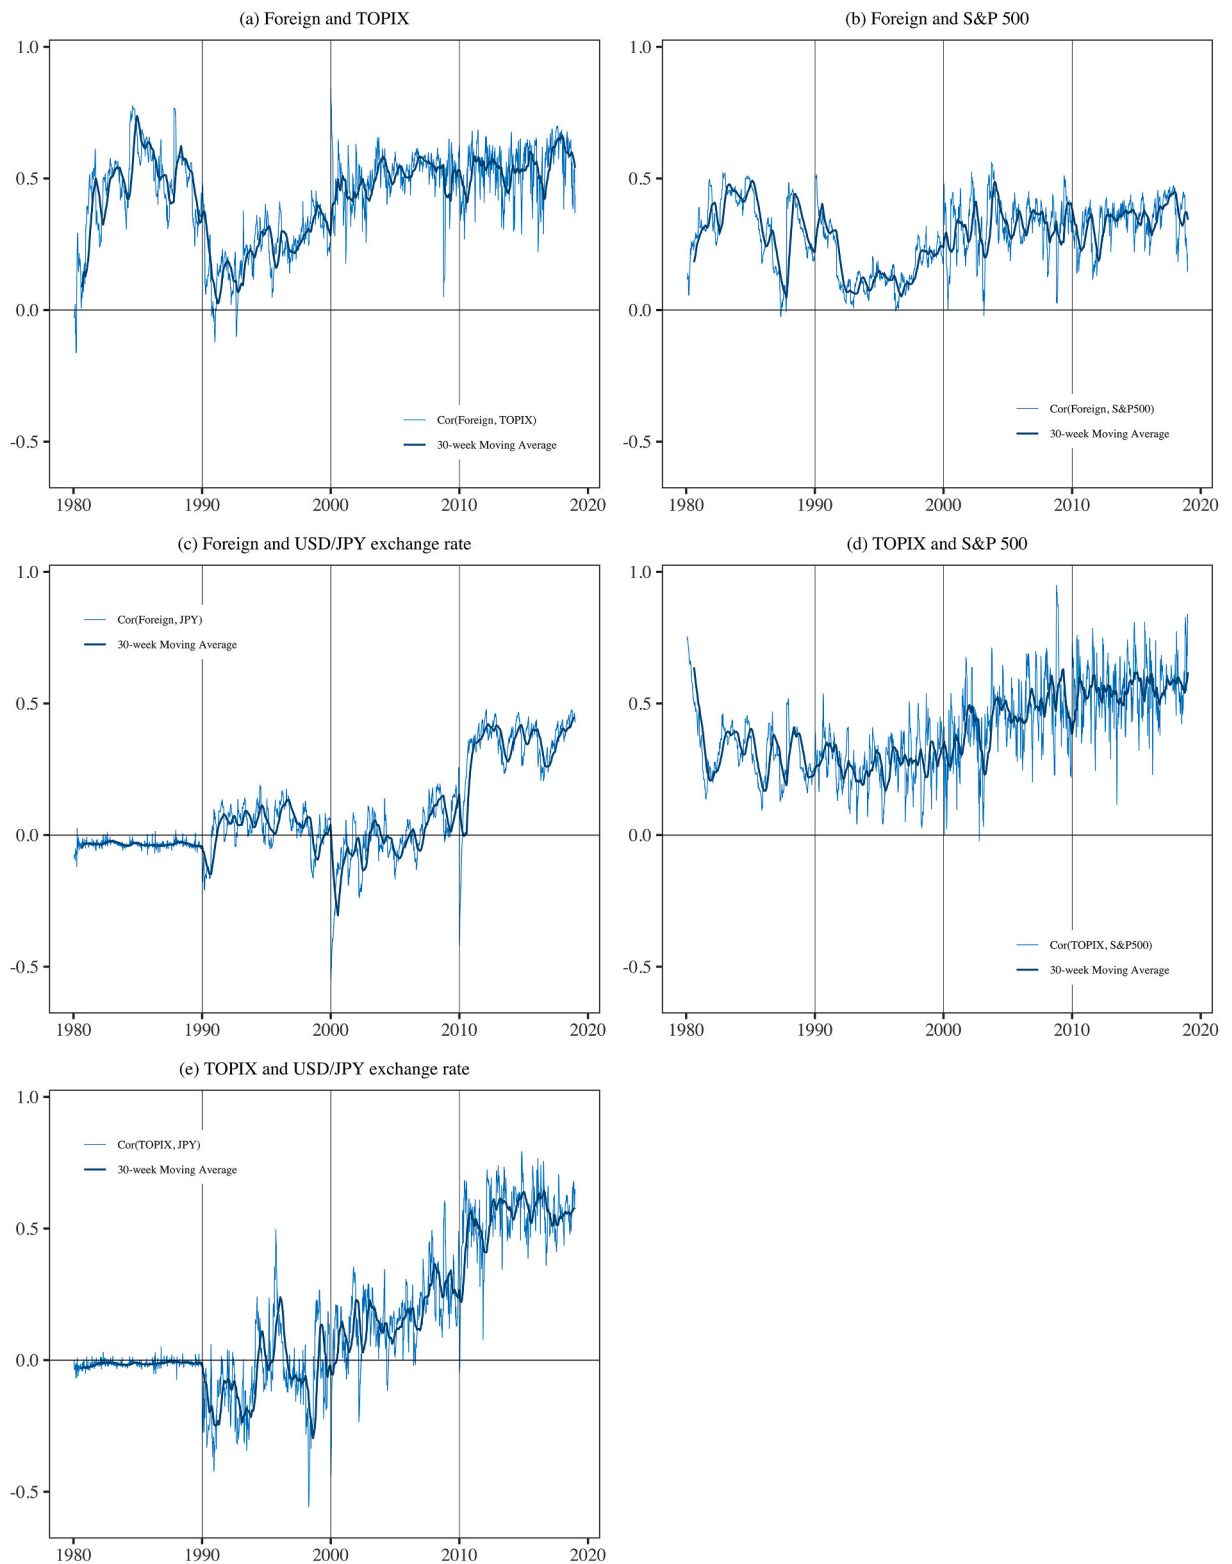 (a) Foreign and TOPIX
1.0
0.5
0.0
-0.5
Cor(Foreign, TOPIX)
30-week Moving Average
1980 1990 2000 2010 2020
(b) Foreign and S&P 500
1.0
0.5
0.0
-0.5
Cor(Foreign, S&P500)
30-week Moving Average
1980 1990 2000 2010 2020
(c) Foreign and USD/JPY exchange rate
1.0
Cor(Foreign, JPY)
30-week Moving Average
0.5
0.0
-0.5
1980 1990 2000 2010 2020
(d) TOPIX and S&P 500
1.0
0.5
0.0
Cor(TOPIX, S&P500)
-0.5
30-week Moving Average
1980 1990 2000 2010 2020
(e) TOPIX and USD/JPY exchange rate
1.0
Cor(TOPIX, JPY)
30-week Moving Average
0.5
0.0
-0.5
1980 1990 2000 2010 2020